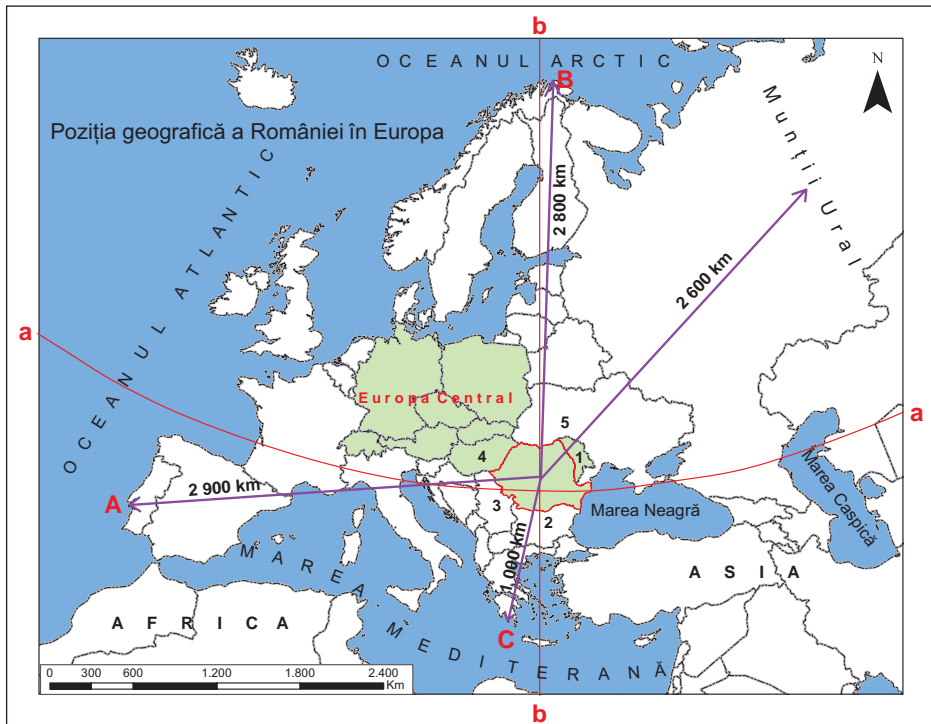 b
OCEANUL ARCTIC
B
N
Poziția geografică a României în Europa
Munții Ural
OCEANUL ATLANTIC
2 800 km
2 600 km
a
Europa Central
a
5
4
1
2 900 km
A
3
2
Marea Neagră
Marea Caspică
1 000 km
MAREA MEDITERANĂ
ASIA
AFRICA
C
0 300 600 1.200 1.800 2.400
Km
b